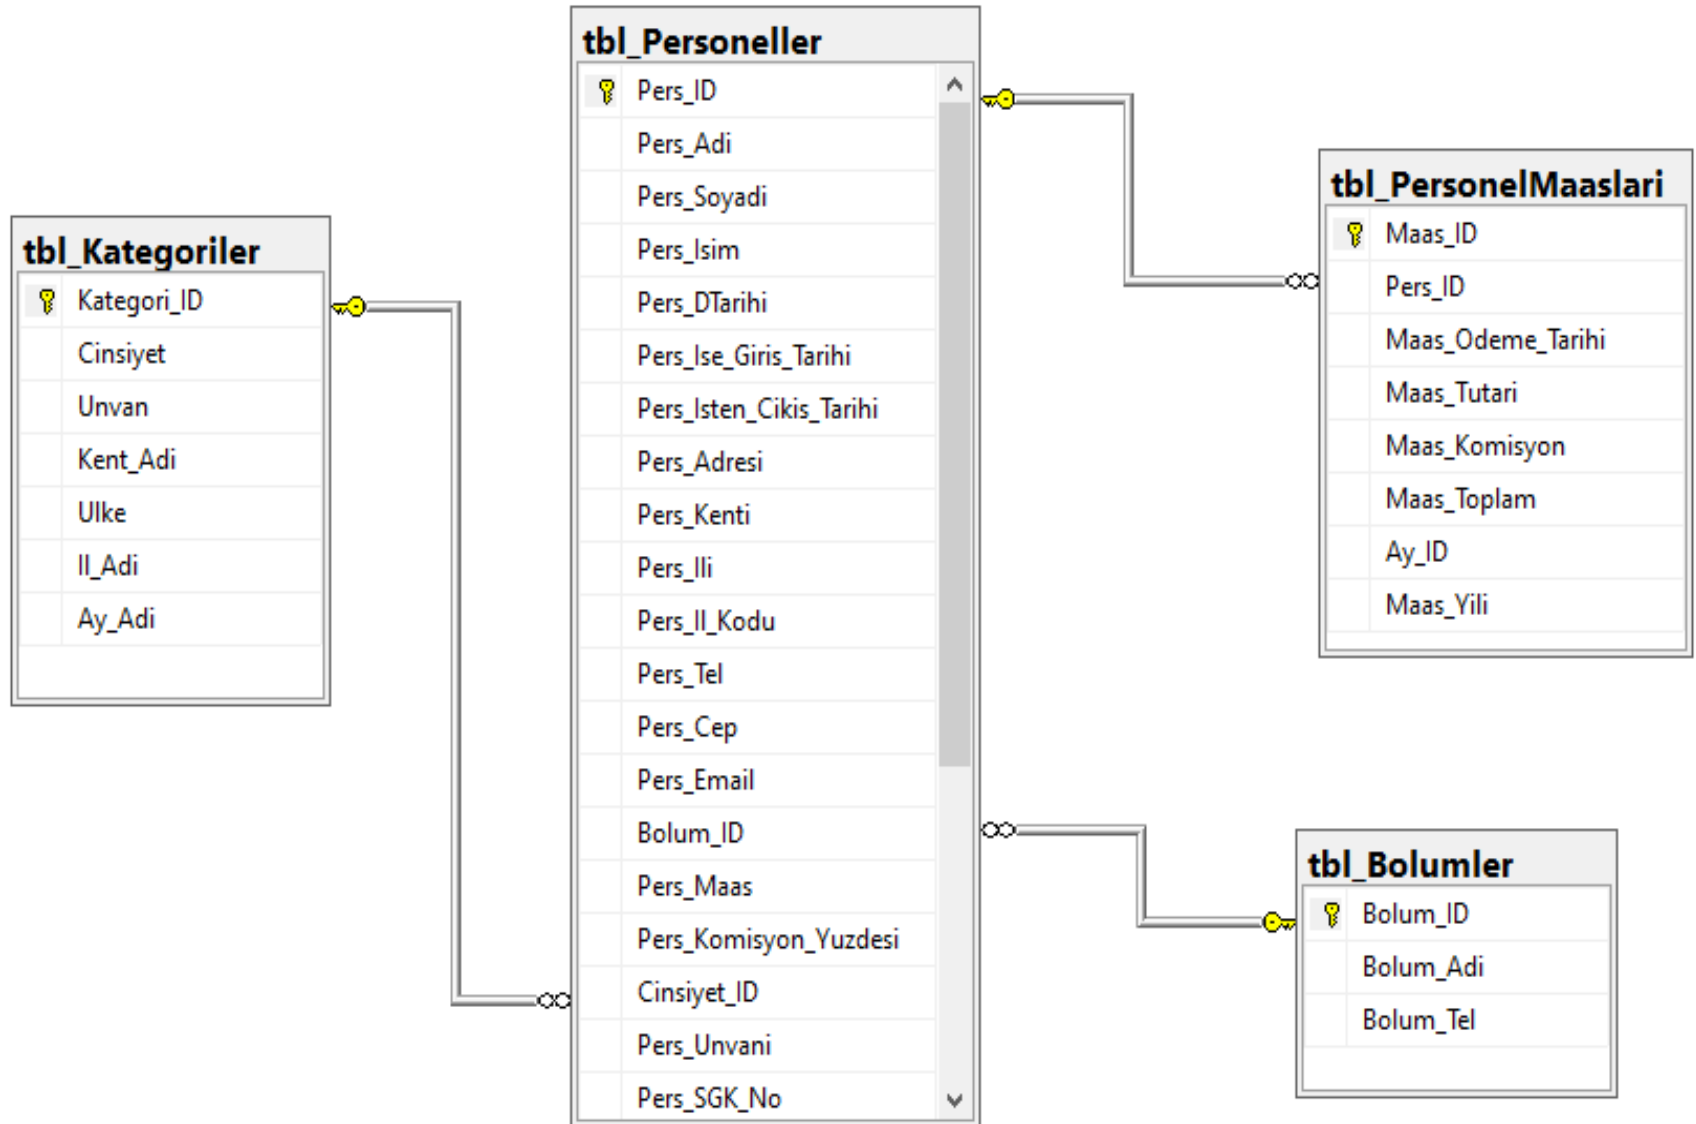 tbl_Kategoriler
Kategori_ID
Cinsiyet
Unvan
Kent_Adi
Ulke
Il_Adi
Ay_Adi
tbl_Personeller
Pers_ID
Pers_Adi
Pers_Soyadi
Pers_Isim
Pers_DTarihi
Pers_Ise_Giris_Tarihi
Pers_Isten_Cikis_Tarihi
Pers_Adresi
Pers_Kenti
Pers_Ili
Pers_Il_Kodu
Pers_Tel
Pers_Cep
Pers_Email
Bolum_ID
Pers_Maas
Pers_Komisyon_Yuzdesi
Cinsiyet_ID
Pers_Unvani
Pers_SGK_No
tbl_PersonelMaaslari
Maas_ID
Pers_ID
Maas_Odeme_Tarihi
Maas_Tutari
Maas_Komisyon
Maas_Toplam
Ay_ID
Maas_Yili
tbl_Bolumler
Bolum_ID
Bolum_Adi
Bolum_Tel